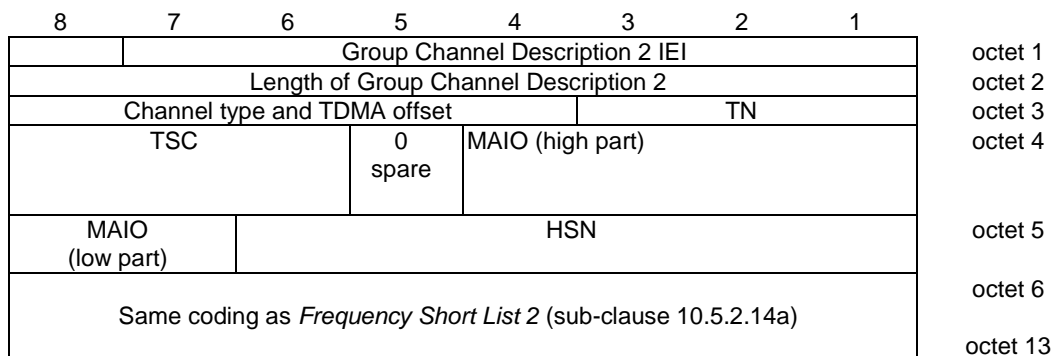 8 7 6 5 4 3 2 1
Group Channel Description 2 IEI octet 1
Length of Group Channel Description 2 octet 2
Channel type and TDMA offset TN octet 3
TSC 0 MAIO (high part) octet 4
spare
MAIO HSN octet 5
(low part)
octet 6
Same coding as Frequency Short List 2 (sub-clause 10.5.2.14a)
octet 13